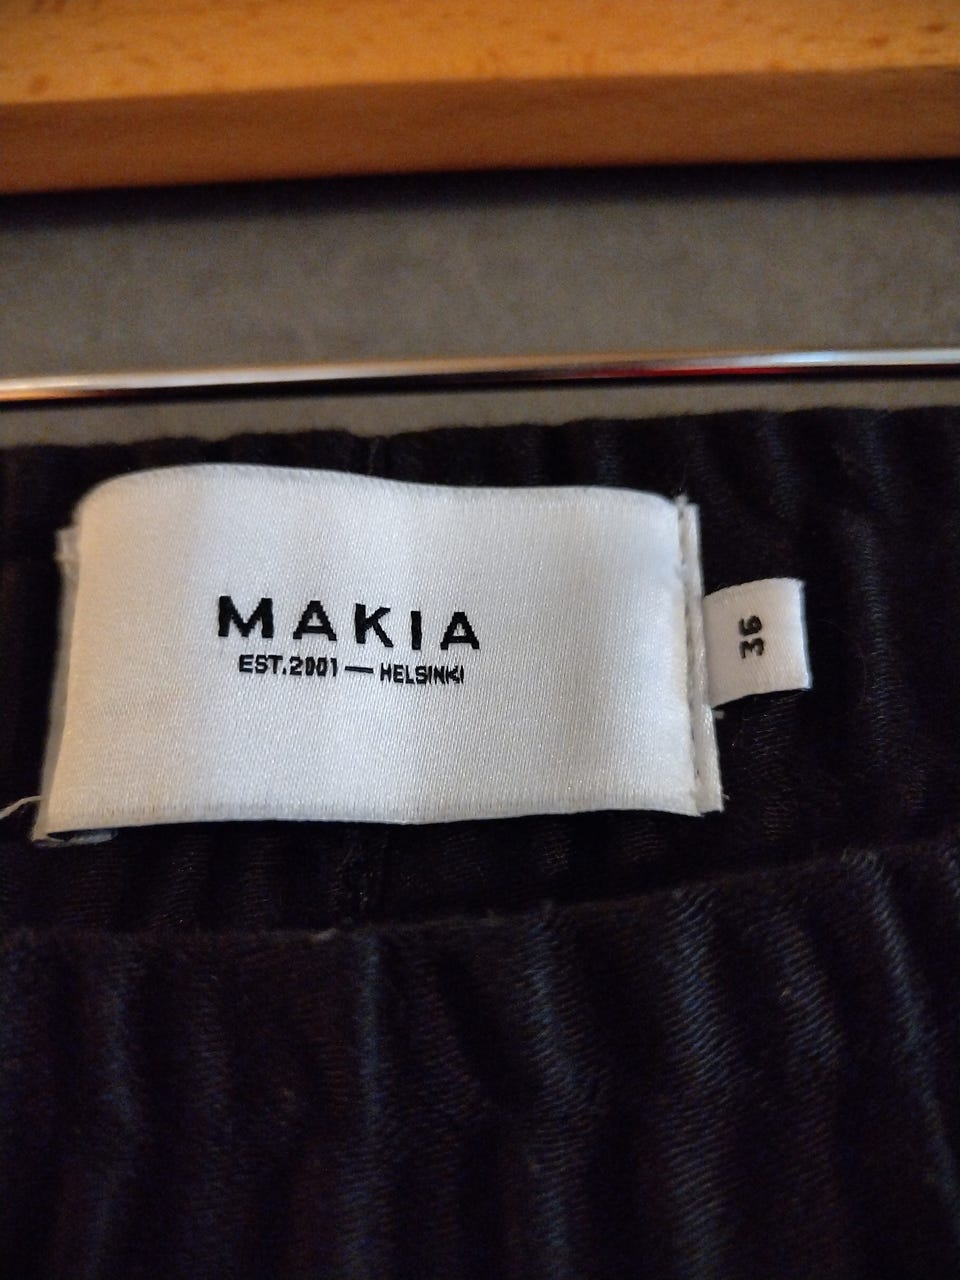 MAKIA
EST.2001 — HELSINKI
36